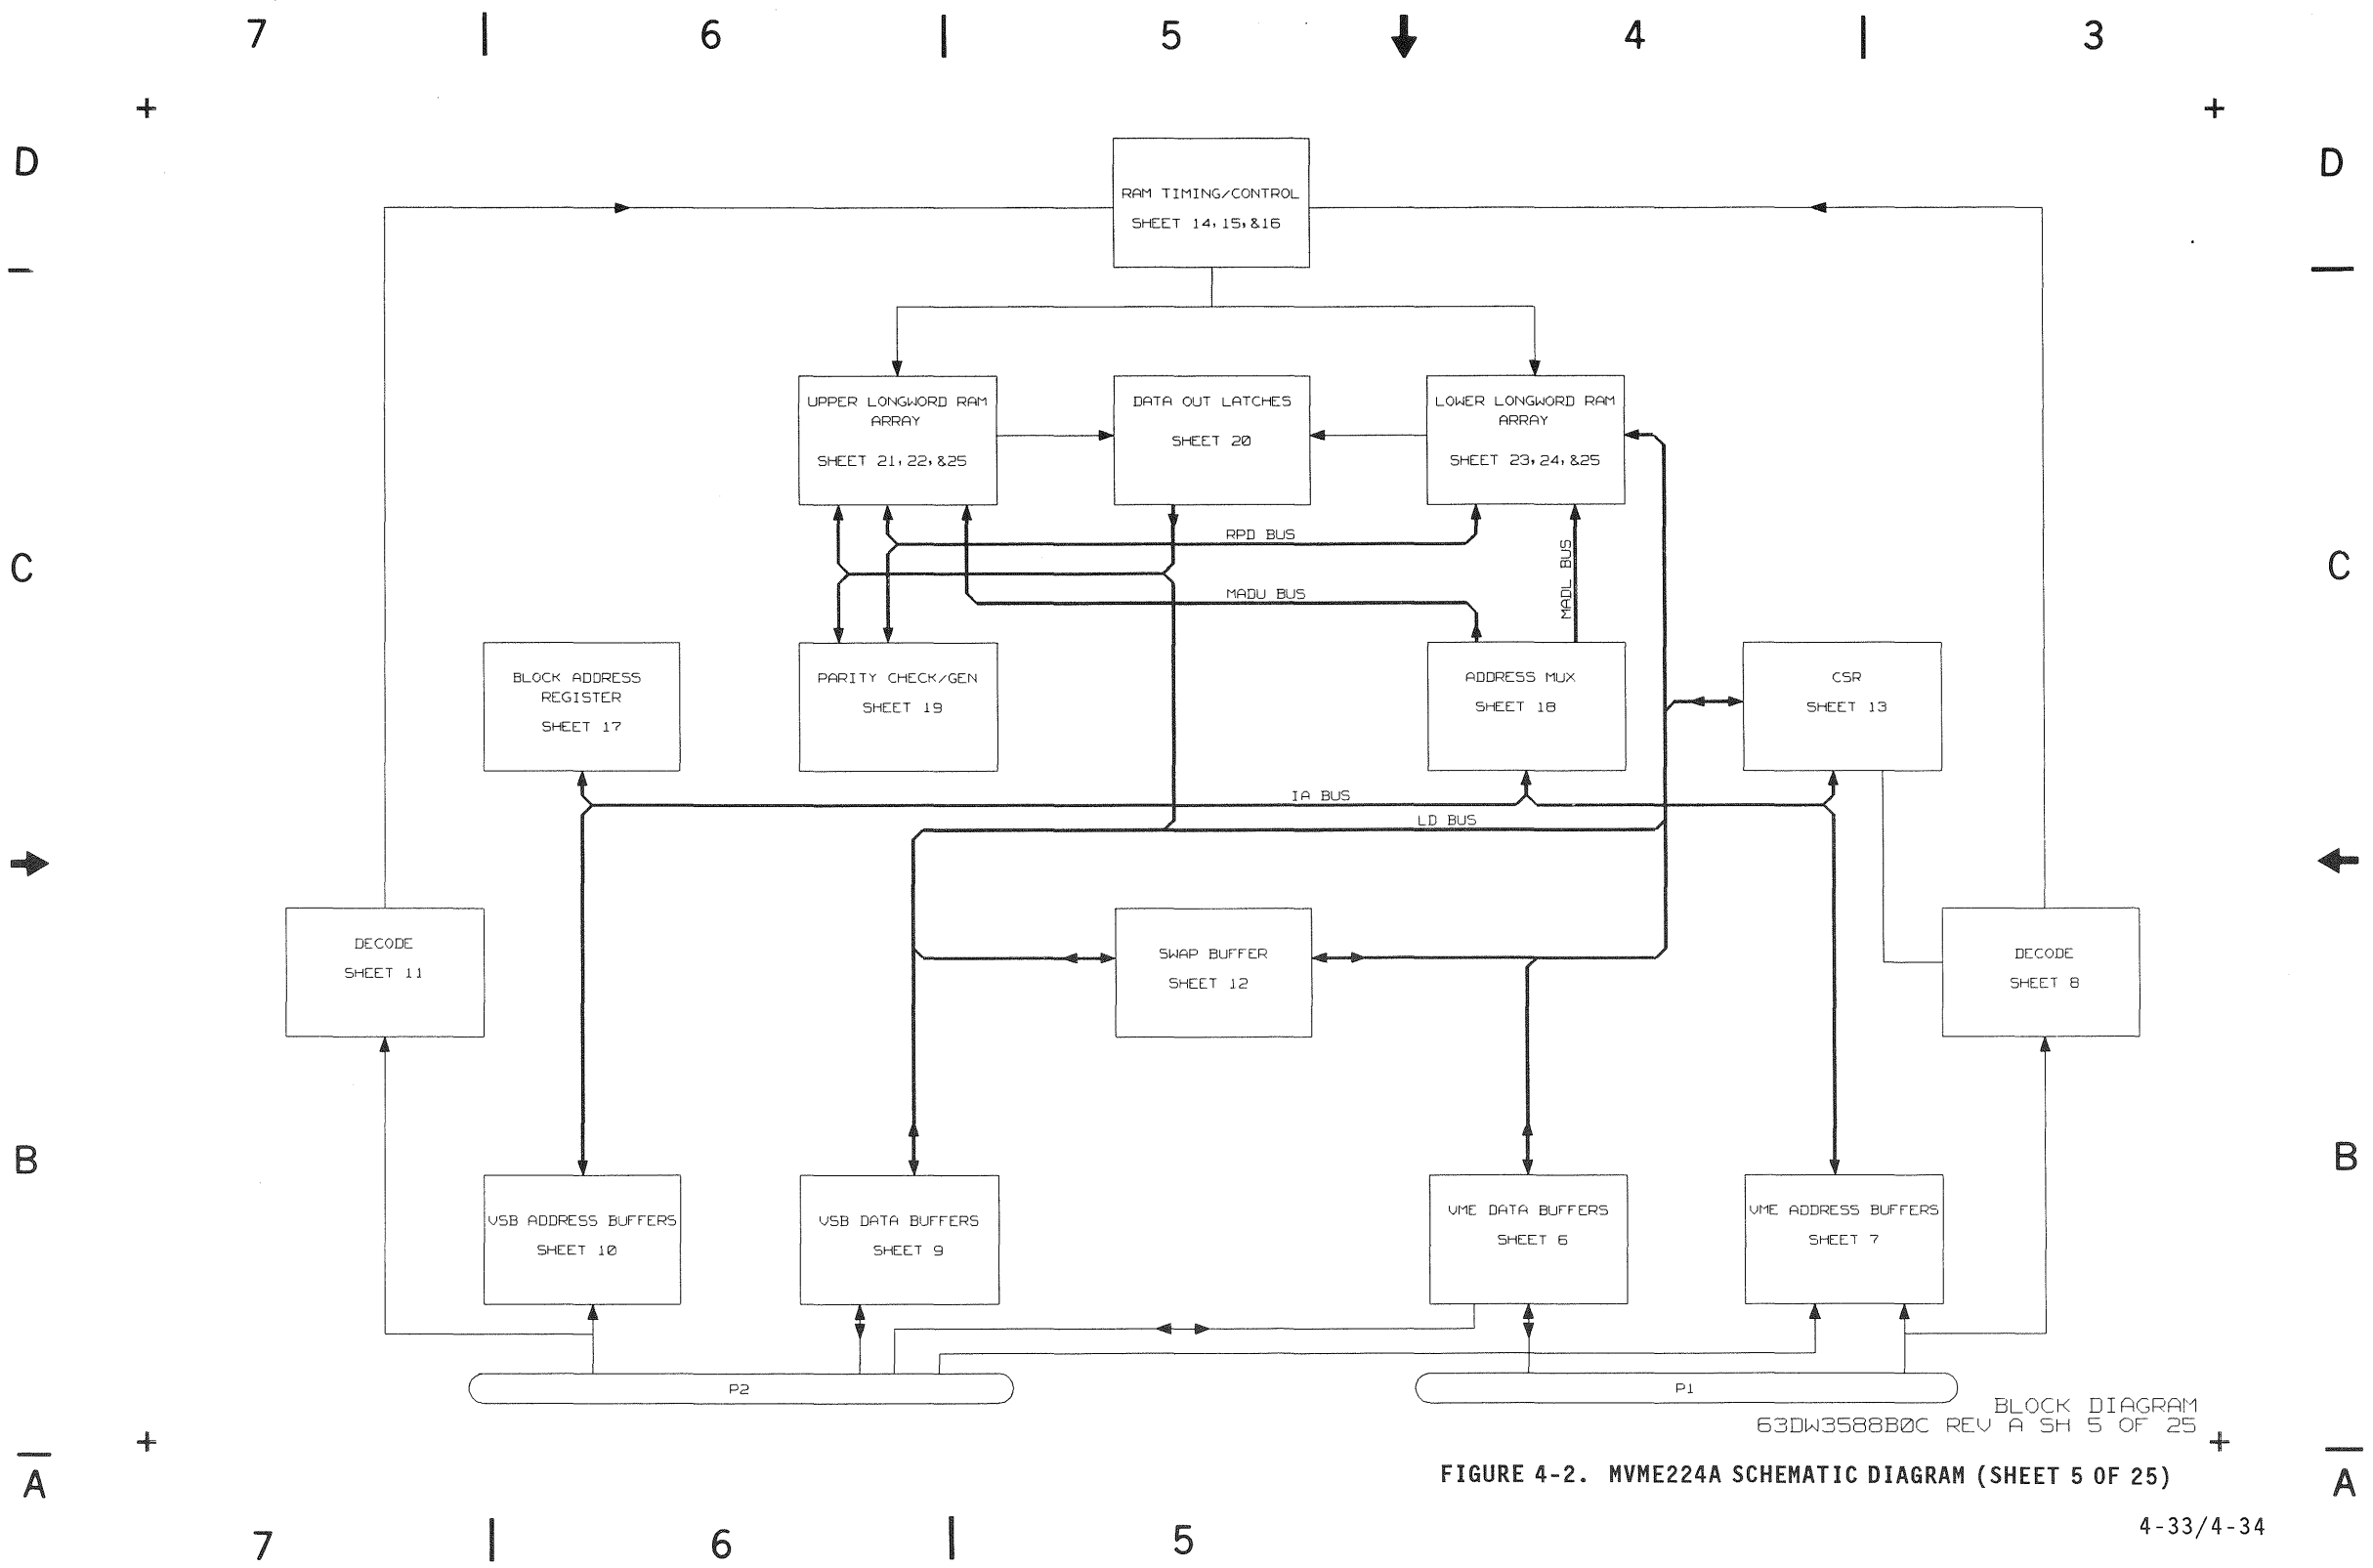 7 6 5 4 3
D D
RAM TIMING/CONTROL
SHEET 14,15,&16
UPPER LONGWORD RAM
ARRAY
SHEET 21,22,&25
DATA OUT LATCHES
SHEET 20
LOWER LONGWORD RAM
ARRAY
SHEET 23,24,&25
RPD BUS
MADL BUS
C C
MADU BUS
BLOCK ADDRESS
REGISTER
SHEET 17
PARITY CHECK/GEN
SHEET 19
ADDRESS MUX
SHEET 18
CSR
SHEET 13
IA BUS
LD BUS
DECODE
SHEET 11
SWAP BUFFER
SHEET 12
DECODE
SHEET 8
B B
VSB ADDRESS BUFFERS
SHEET 10
VSB DATA BUFFERS
SHEET 9
VME DATA BUFFERS
SHEET 6
VME ADDRESS BUFFERS
SHEET 7
P2
P1
BLOCK DIAGRAM
63DW3588B0C REV A SH 5 OF 25
FIGURE 4-2. MVME224A SCHEMATIC DIAGRAM (SHEET 5 OF 25)
A A
4-33/4-34
7 6 5